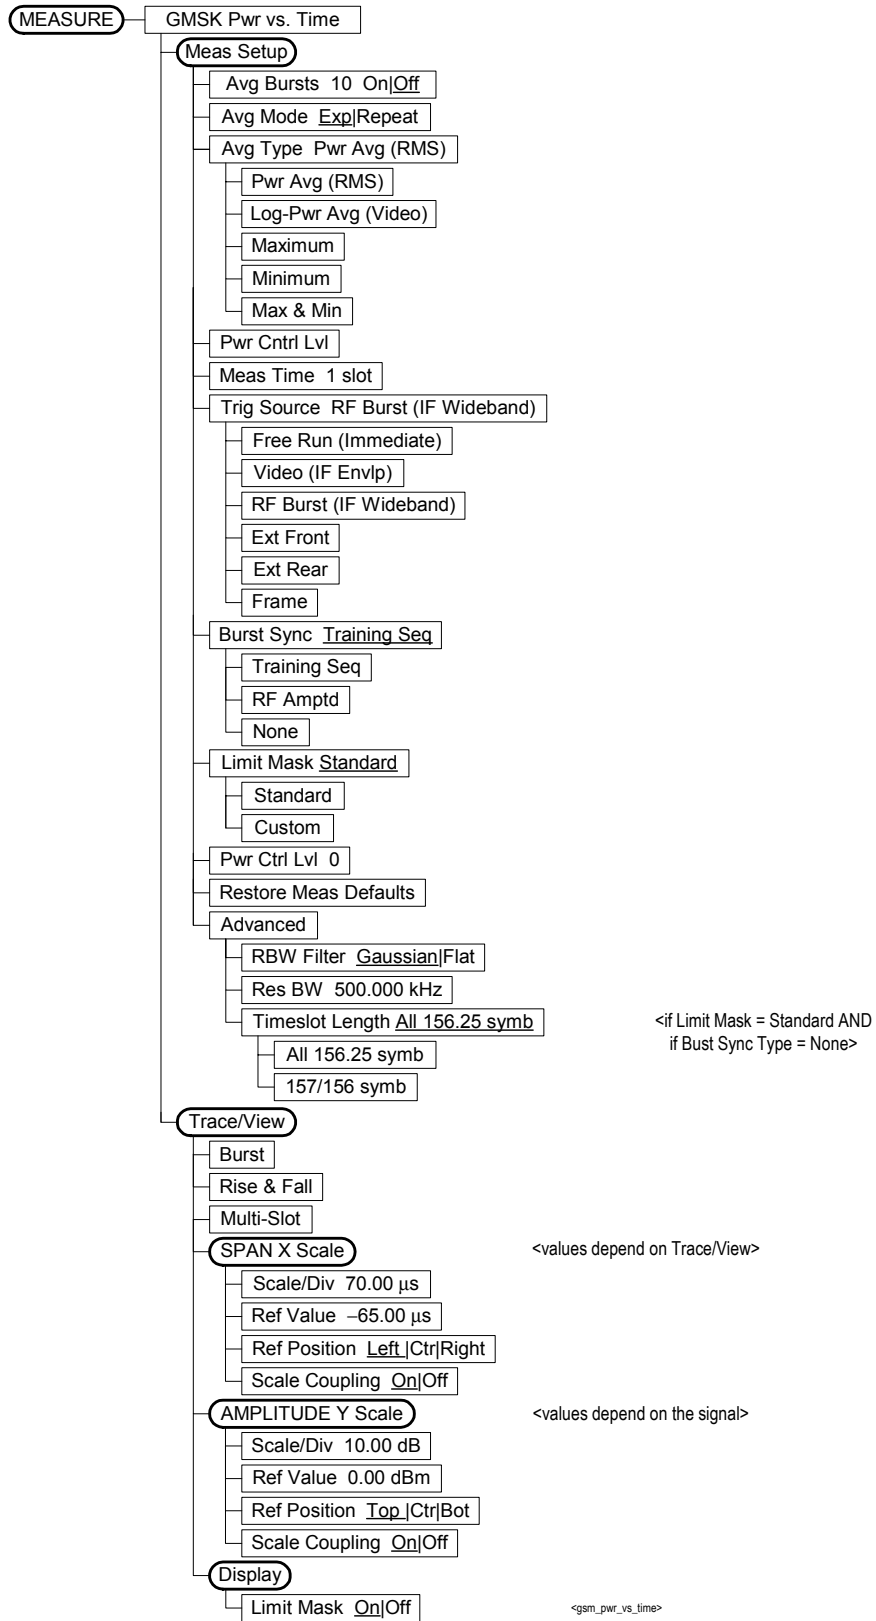 MEASURE GMSK Pwr vs. Time
Meas Setup
Avg Bursts 10 On|Off
Avg Mode Exp|Repeat
Avg Type Pwr Avg (RMS)
Pwr Avg (RMS)
Log-Pwr Avg (Video)
Maximum
Minimum
Max & Min
Pwr Cntrl Lvl
Meas Time 1 slot
Trig Source RF Burst (IF Wideband)
Free Run (Immediate)
Video (IF Envlp)
RF Burst (IF Wideband)
Ext Front
Ext Rear
Frame
Burst Sync Training Seq
Training Seq
RF Amptd
None
Limit Mask Standard
Standard
Custom
Pwr Ctrl Lvl 0
Restore Meas Defaults
Advanced
RBW Filter Gaussian|Flat
Res BW 500.000 kHz
Timeslot Length All 156.25 symb <if Limit Mask = Standard AND
if Bust Sync Type = None>
All 156.25 symb
157/156 symb
Trace/View
Burst
Rise & Fall
Multi-Slot
SPAN X Scale <values depend on Trace/View>
Scale/Div 70.00 μs
Ref Value –65.00 μs
Ref Position Left |Ctr|Right
Scale Coupling On|Off
AMPLITUDE Y Scale <values depend on the signal>
Scale/Div 10.00 dB
Ref Value 0.00 dBm
Ref Position Top |Ctr|Bot
Scale Coupling On|Off
Display
Limit Mask On|Off <gsm_pwr_vs_time>